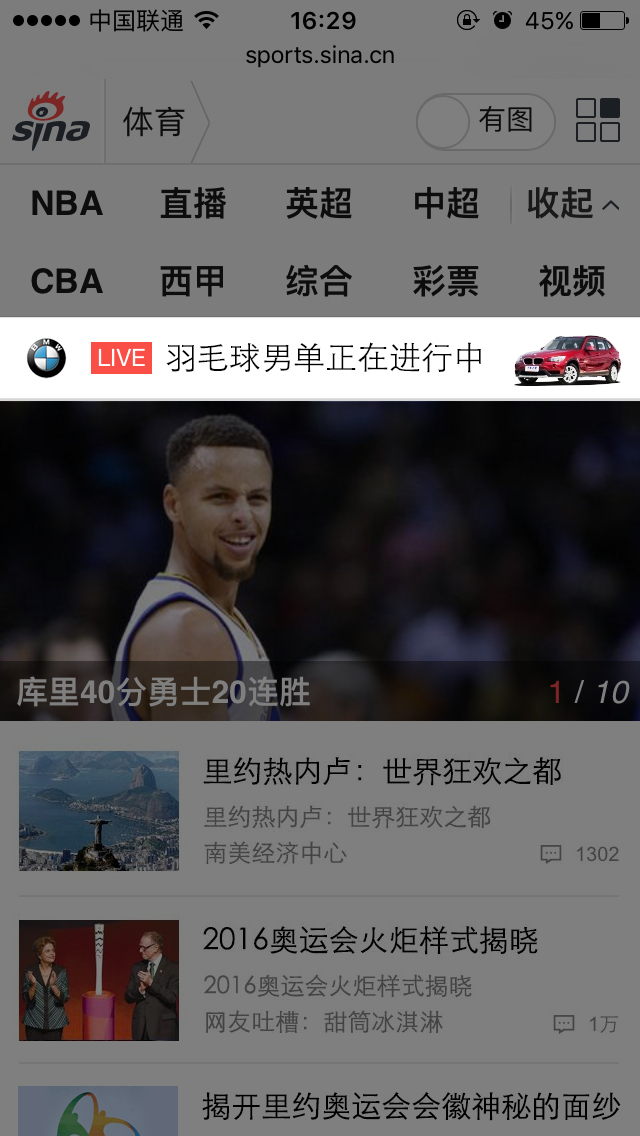 中国联通 16:29 45%
sports.sina.cn
sina 体育 有图
NBA 直播 英超 中超 收起
CBA 西甲 综合 彩票 视频
BMW LIVE 羽毛球男单正在进行中
库里40分勇士20连胜 1 / 10
里约热内卢：世界狂欢之都
里约热内卢：世界狂欢之都
南美经济中心 1302
2016奥运会火炬样式揭晓
2016奥运会火炬样式揭晓
网友吐槽：甜筒冰淇淋 1万
揭开里约奥运会会徽神秘的面纱